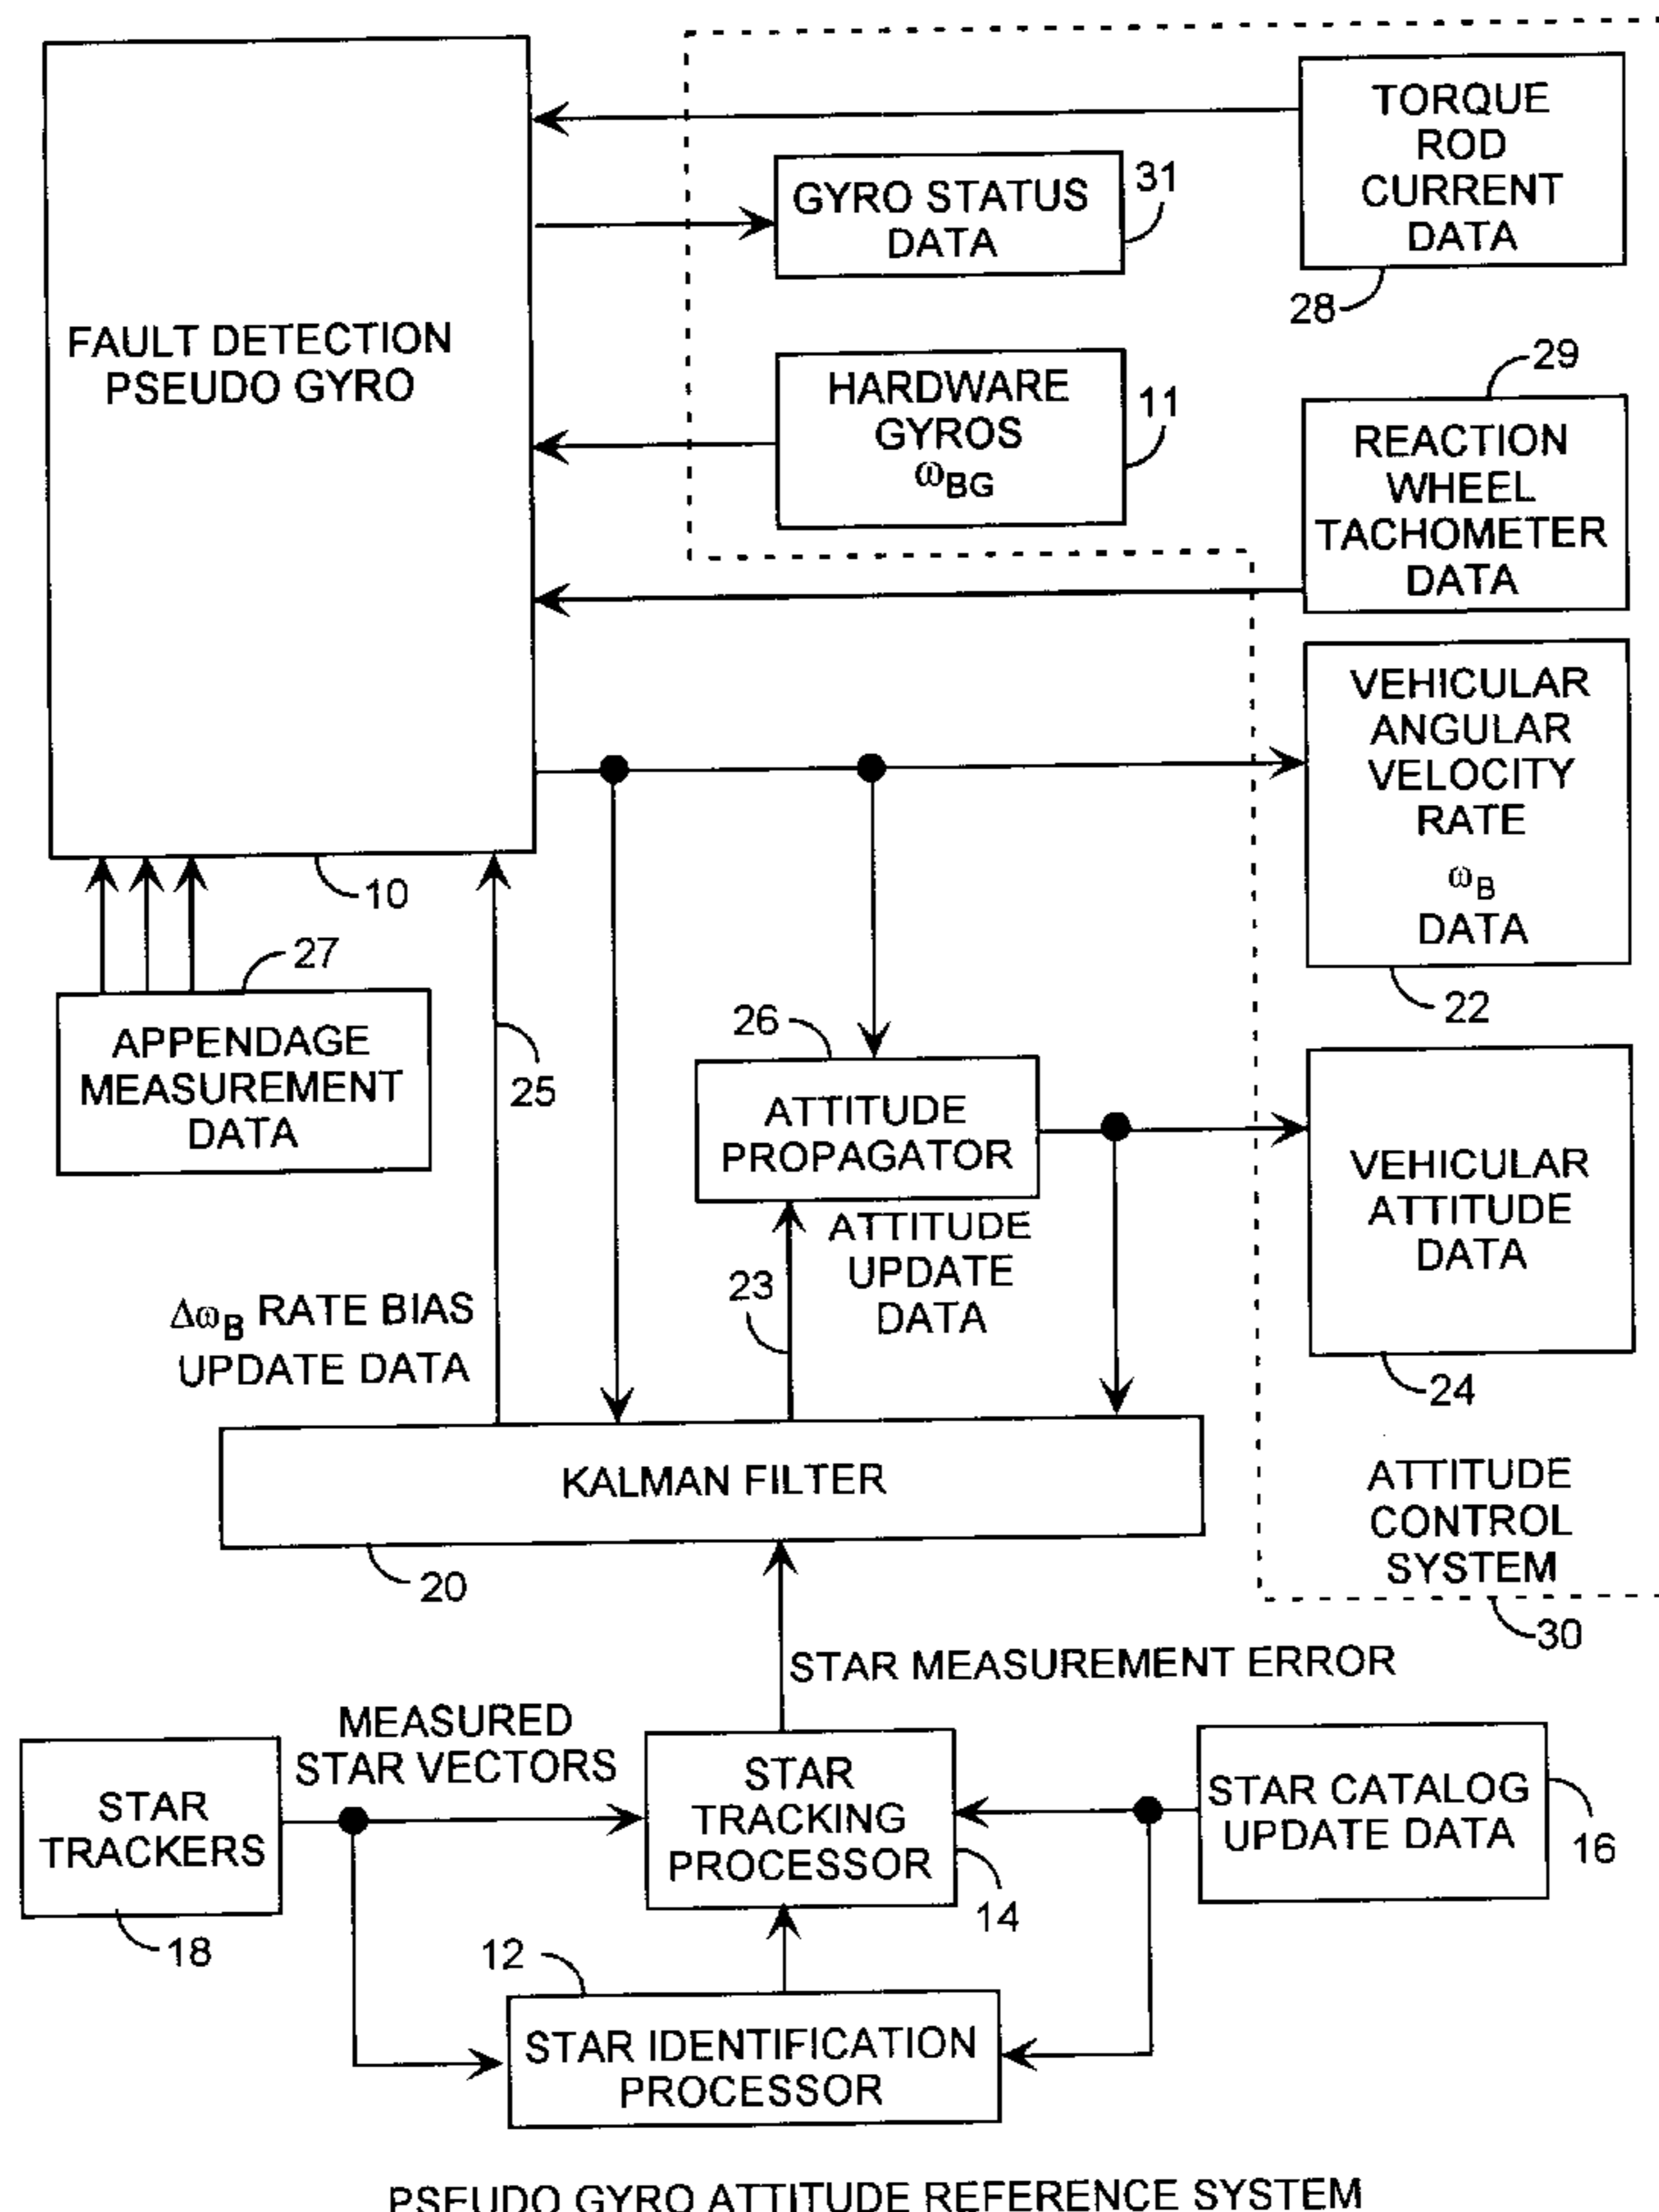 TORQUE
ROD
CURRENT
DATA
28
GYRO STATUS
DATA
31
FAULT DETECTION
PSEUDO GYRO
10
HARDWARE
GYROS
ωBG
11
29
REACTION
WHEEL
TACHOMETER
DATA
VEHICULAR
ANGULAR
VELOCITY
RATE
ωB
DATA
22
27
APPENDAGE
MEASUREMENT
DATA
25
26
ATTITUDE
PROPAGATOR
VEHICULAR
ATTITUDE
DATA
24
ATTITUDE
UPDATE
DATA
23
ΔωB RATE BIAS
UPDATE DATA
KALMAN FILTER
20
ATTITUDE
CONTROL
SYSTEM
30
STAR MEASUREMENT ERROR
MEASURED
STAR VECTORS
STAR
TRACKERS
18
STAR
TRACKING
PROCESSOR
14
STAR CATALOG
UPDATE DATA
16
12
STAR IDENTIFICATION
PROCESSOR
PSEUDO GYRO ATTITUDE REFERENCE SYSTEM